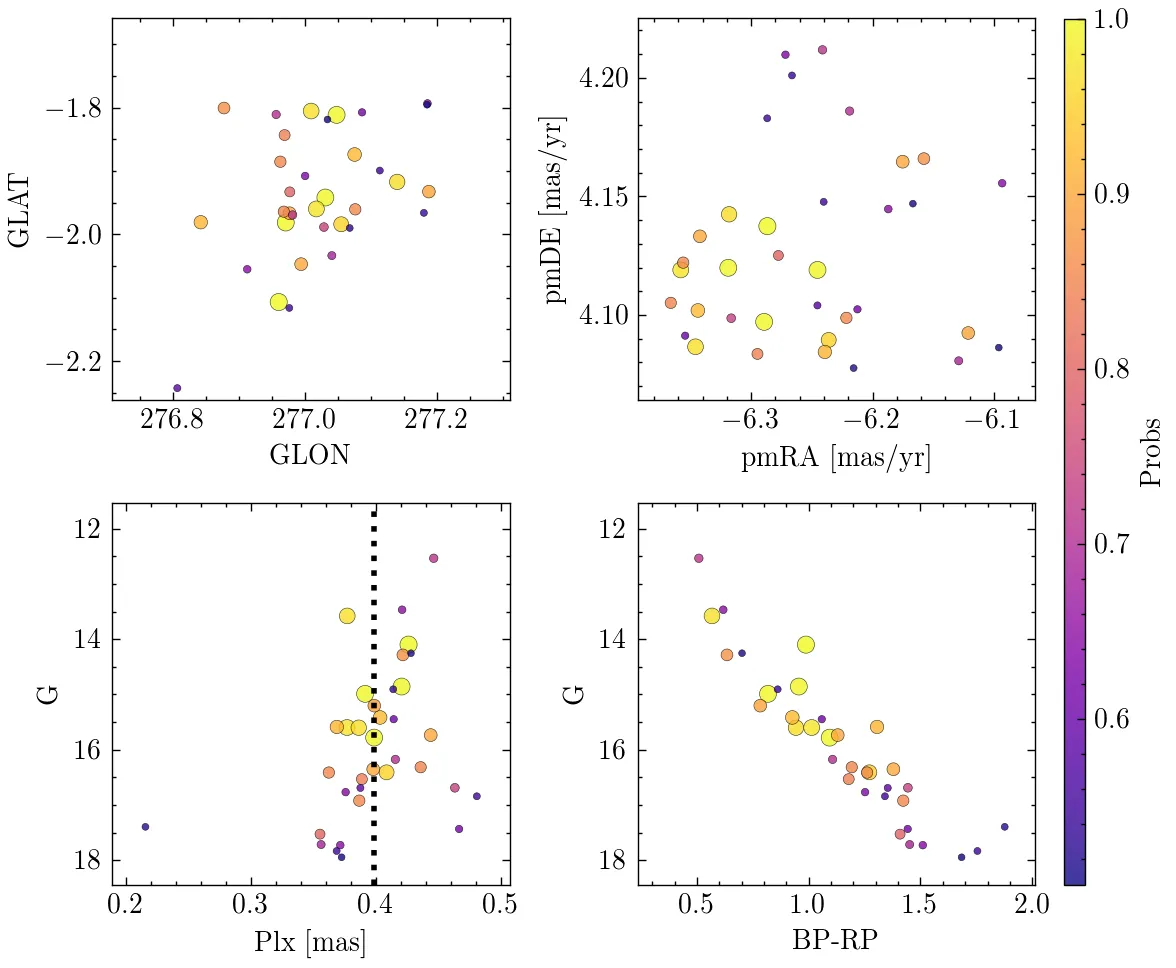 −1.8
−2.0
−2.2
GLAT
276.8 277.0 277.2
GLON
4.20
4.15
4.10
pmDE [mas/yr]
−6.3 −6.2 −6.1
pmRA [mas/yr]
1.0
0.9
0.8
0.7
0.6
Probs
12
14
16
18
G
0.2 0.3 0.4 0.5
Plx [mas]
12
14
16
18
G
0.5 1.0 1.5 2.0
BP-RP